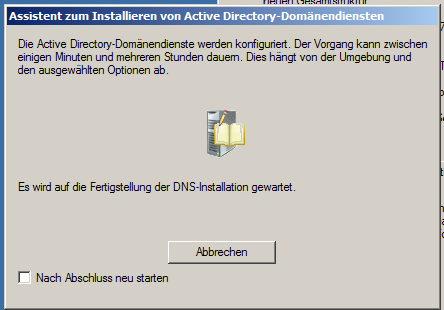 neuen Gesamtstruktur
Assistent zum Installieren von Active Directory-Domänendiensten
Die Active Directory-Domänendienste werden konfiguriert. Der Vorgang kann zwischen
einigen Minuten und mehreren Stunden dauern. Dies hängt von der Umgebung und
den ausgewählten Optionen ab.
Es wird auf die Fertigstellung der DNS-Installation gewartet.
Abbrechen
Nach Abschluss neu starten